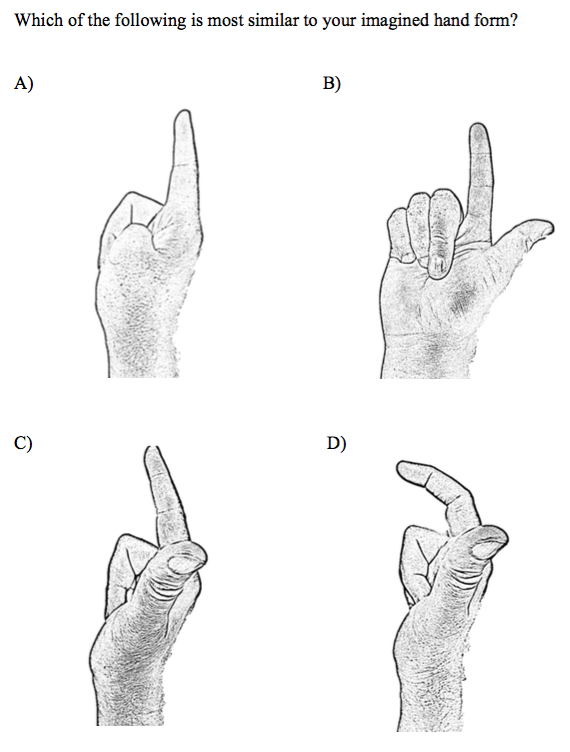 Which of the following is most similar to your imagined hand form?
A)
B)
C)
D)